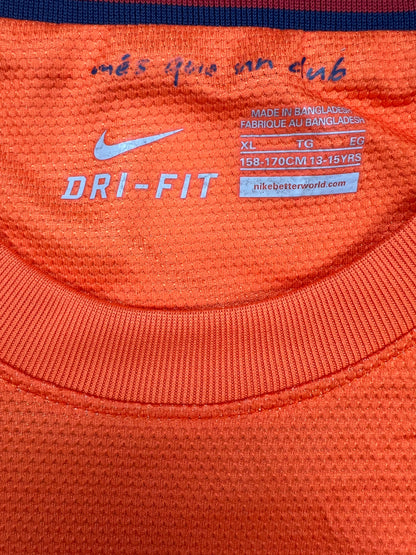 més que un club
MADE IN BANGLADESH
FABRIQUE AU BANGLADESH
XL TG EG
158-170CM 13-15YRS
nikebetterworld.com
DRI-FIT